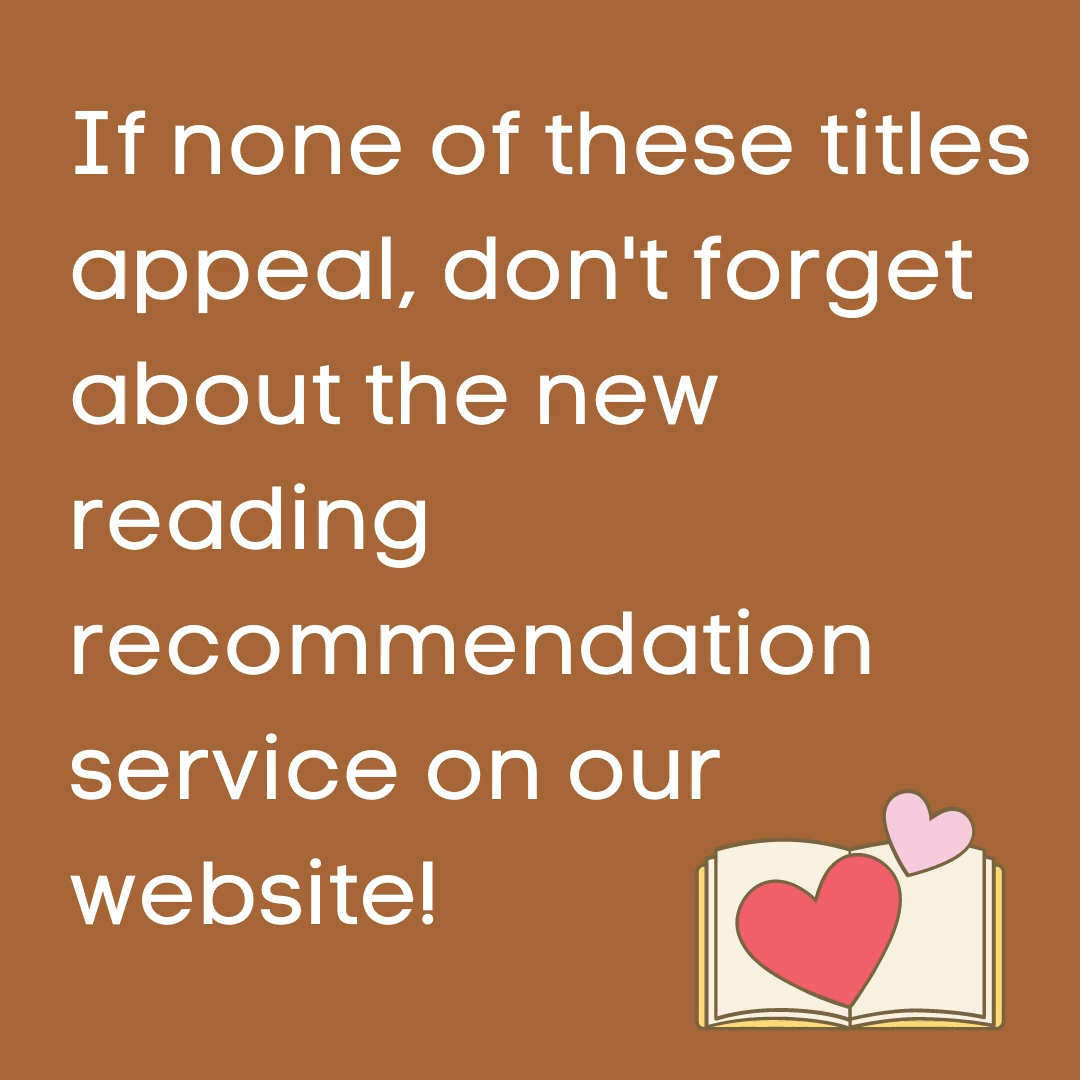 If none of these titles
appeal, don't forget
about the new
reading
recommendation
service on our
website!